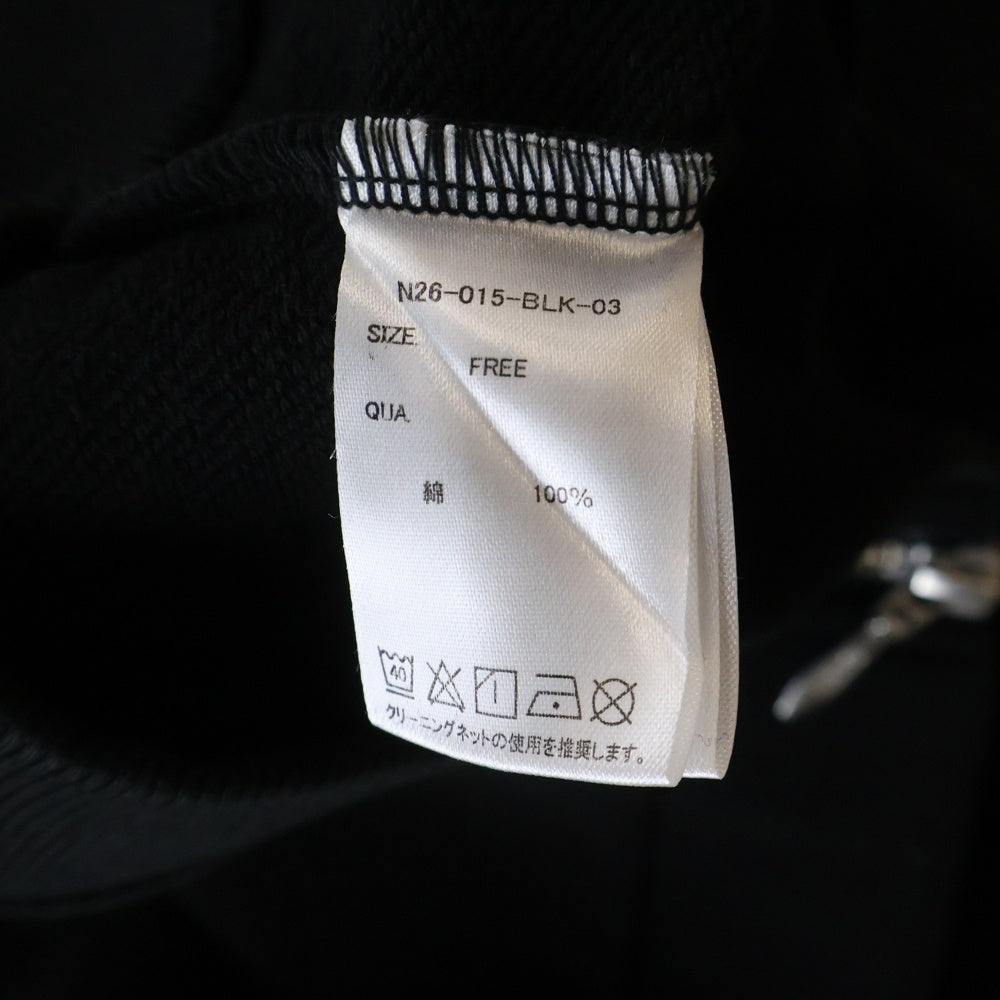 N26-015-BLK-03
SIZE
FREE
QUA.
綿 100%
40
クリーニングネットの使用を推奨します。